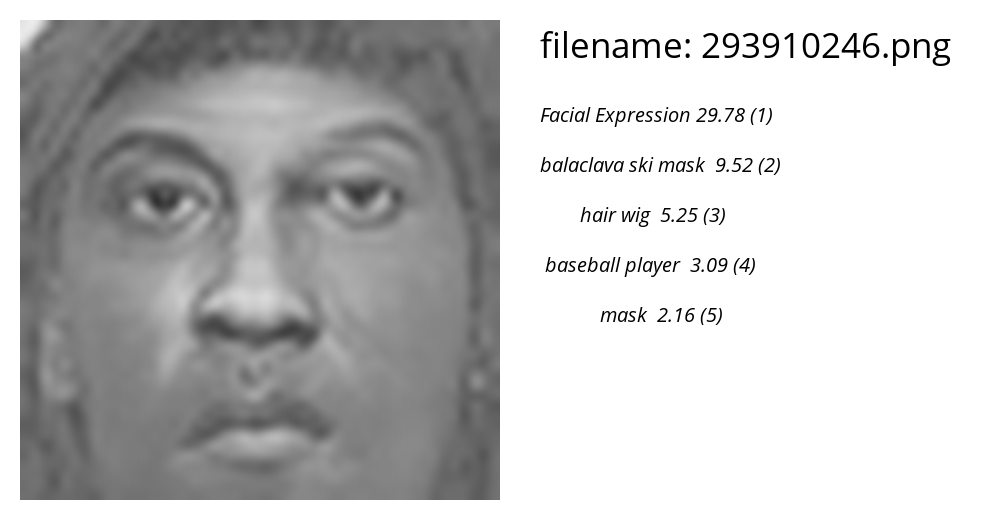 filename: 293910246.png
Facial Expression 29.78 (1)
balaclava ski mask 9.52 (2)
hair wig 5.25 (3)
baseball player 3.09 (4)
mask 2.16 (5)